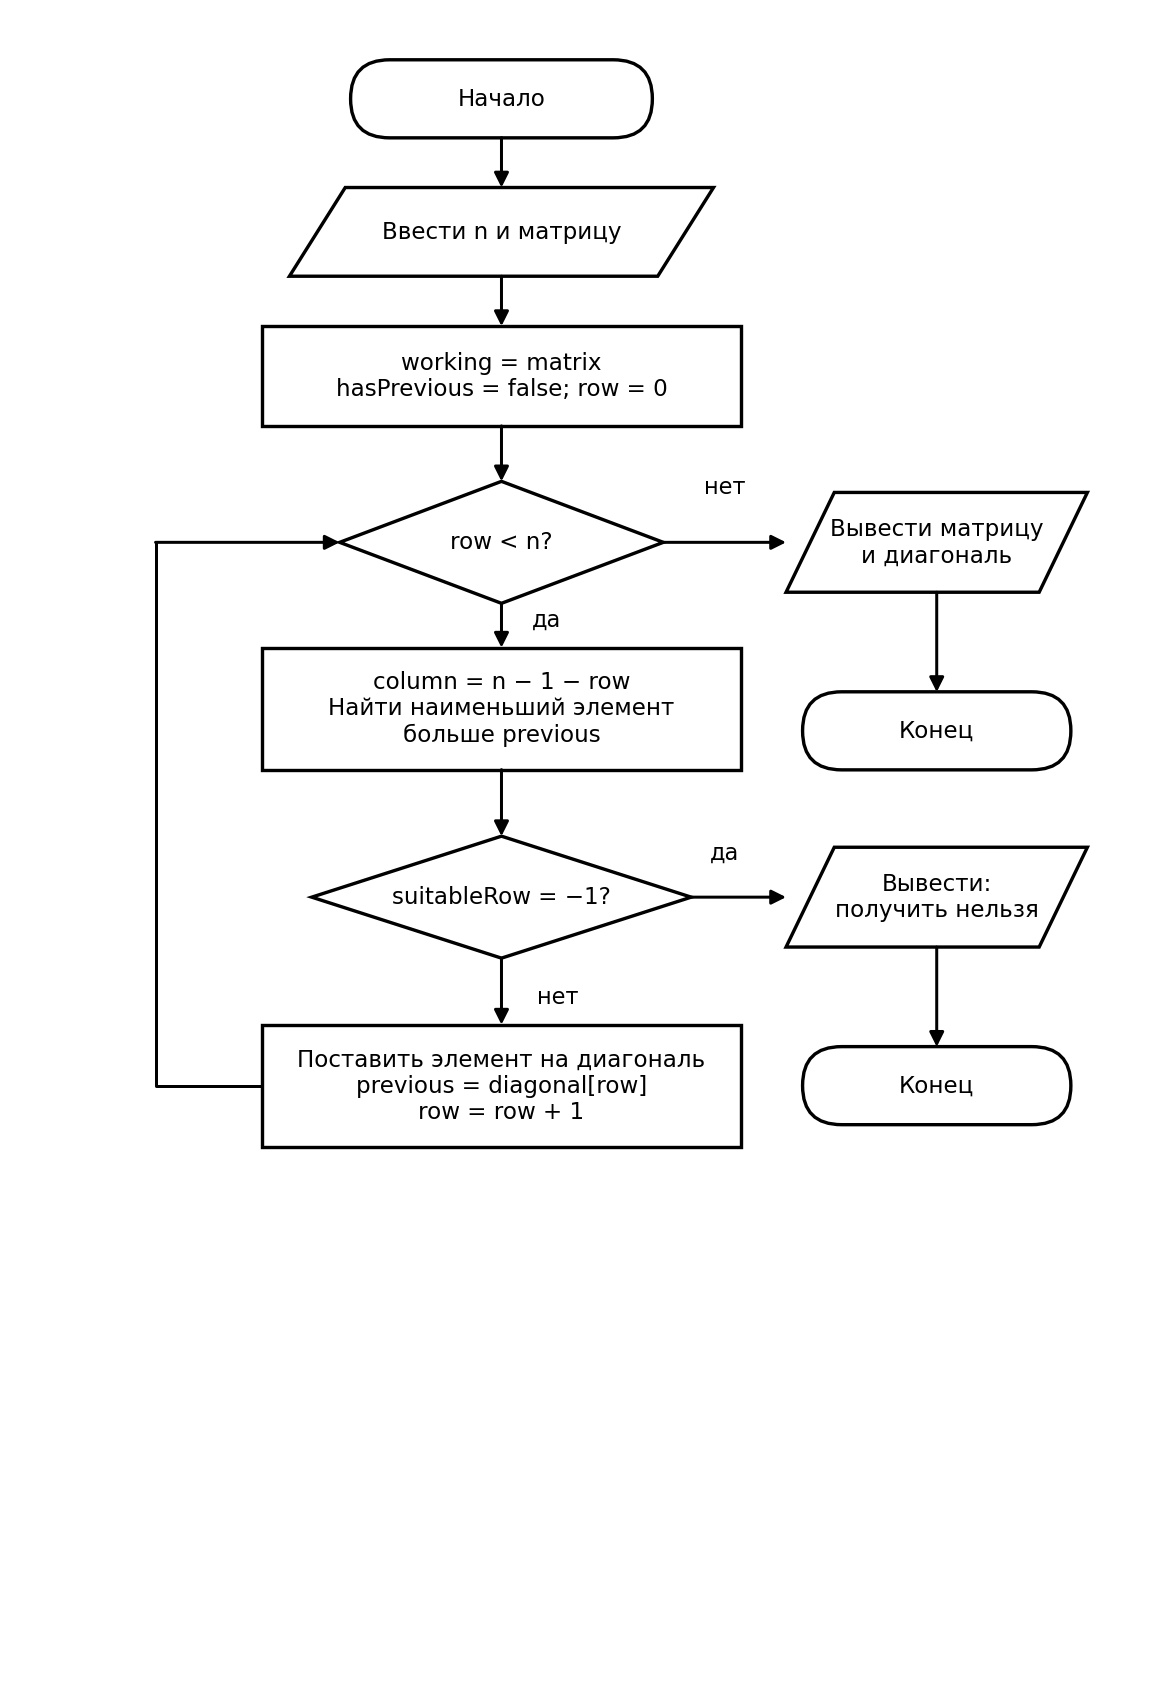 Начало
Ввести n и матрицу
working = matrix
hasPrevious = false; row = 0
row < n?
нет
Вывести матрицу
и диагональ
Конец
да
column = n − 1 − row
Найти наименьший элемент
больше previous
suitableRow = −1?
да
Вывести:
получить нельзя
Конец
нет
Поставить элемент на диагональ
previous = diagonal[row]
row = row + 1